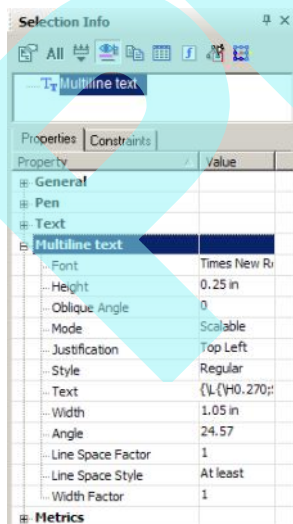 Selection Info
All
Multiline text
Properties Constraints
Property Value
General
Pen
Text
Multiline text
Font Times New R
Height 0.25 in
Oblique Angle 0
Mode Scalable
Justification Top Left
Style Regular
Text {\L{\H0.270;
Width 1.05 in
Angle 24.57
Line Space Factor 1
Line Space Style At least
Width Factor 1
Metrics